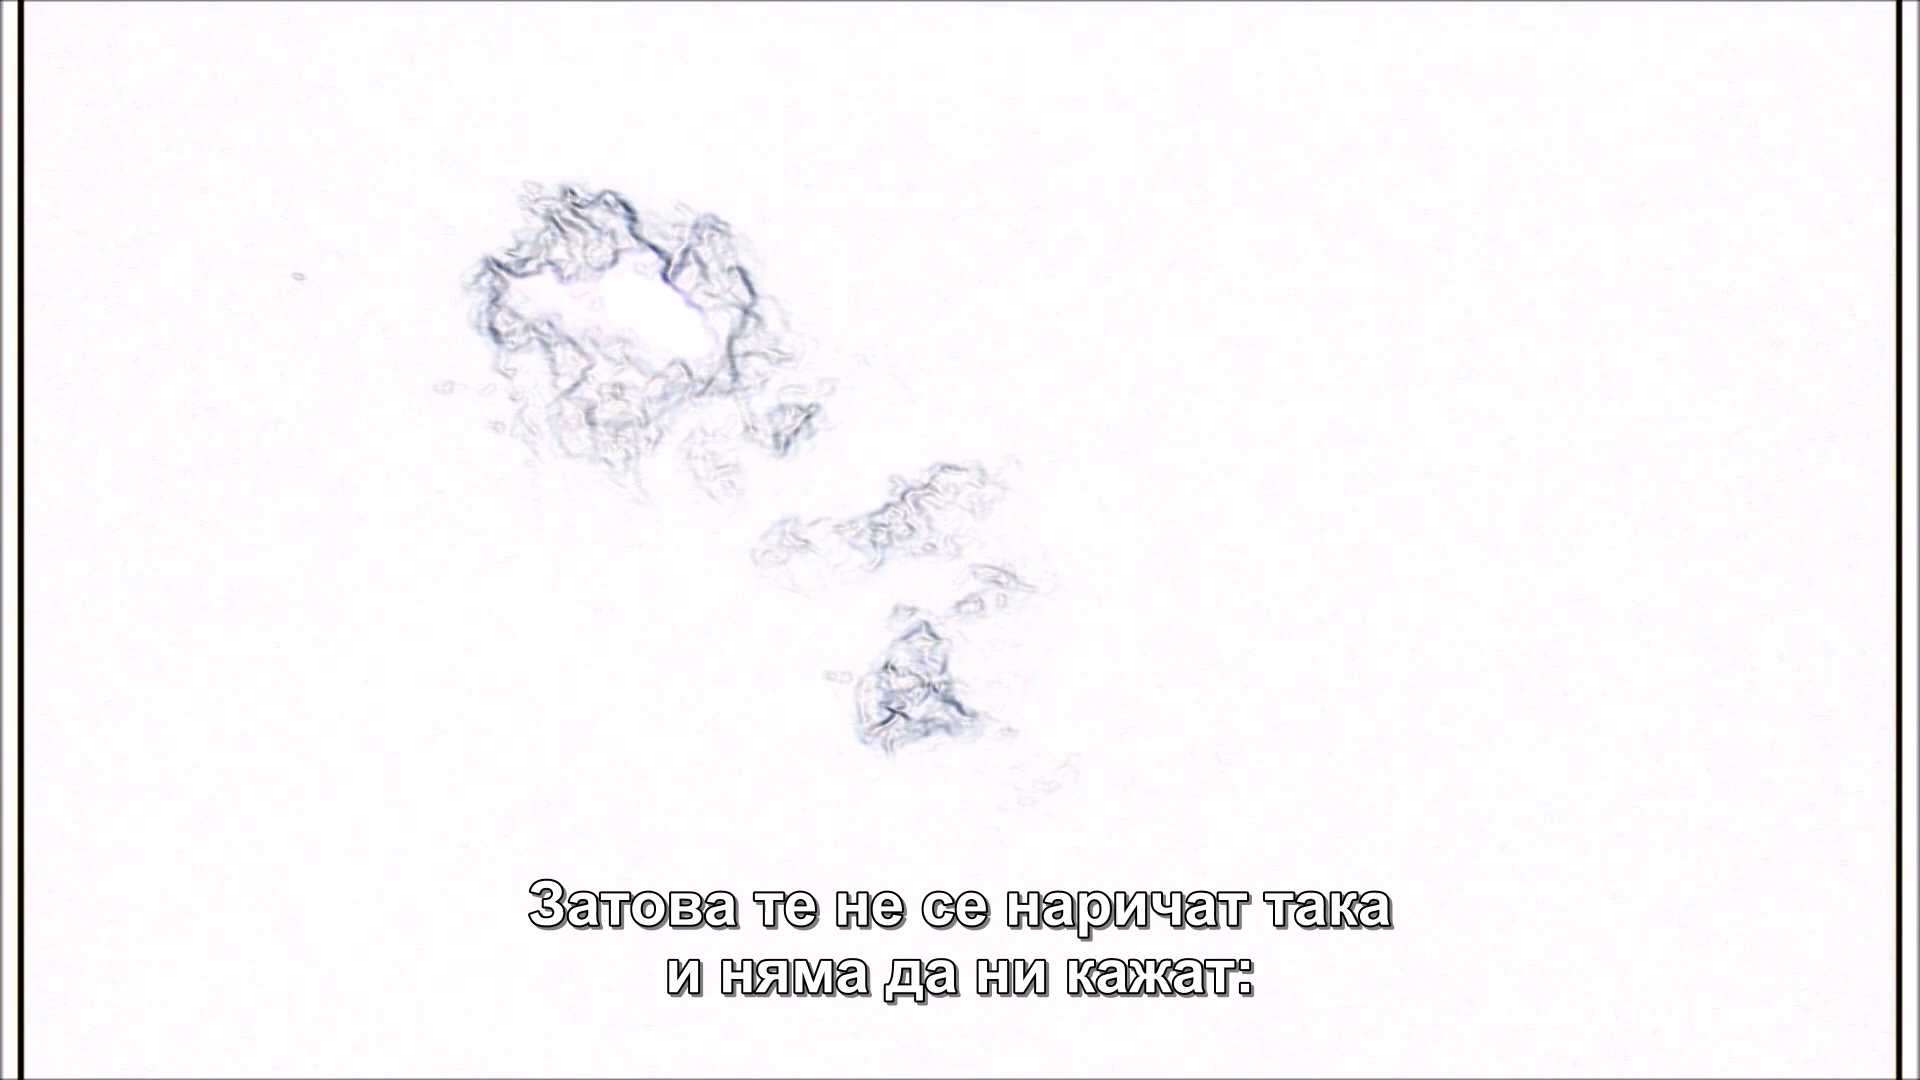 Затова те не се наричат така
и няма да ни кажат: